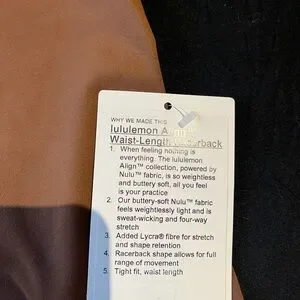 WHY WE MADE THIS
lululemon Align™
Waist-Length Racerback
1. When feeling nothing is
everything. The lululemon
Align™ collection, powered by
Nulu™ fabric, is so weightless
and buttery soft, all you feel
is your practice
2. Our buttery-soft Nulu™ fabric
feels weightlessly light and is
sweat-wicking and four-way
stretch
3. Added Lycra® fibre for stretch
and shape retention
4. Racerback shape allows for full
range of movement
5. Tight fit, waist length